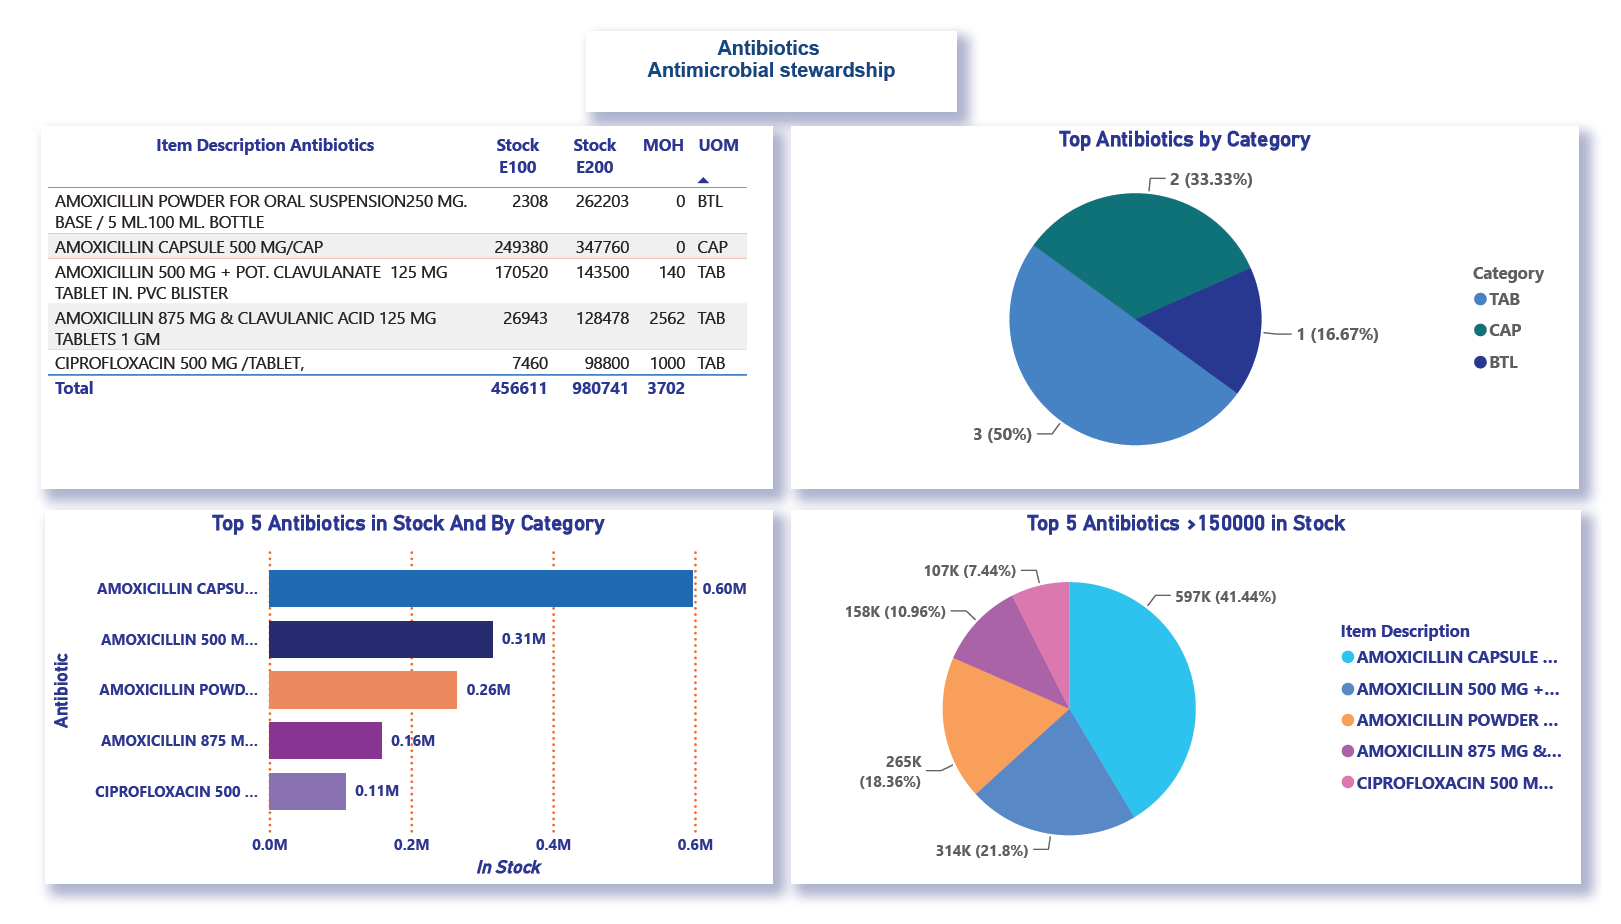 Antibiotics
Antimicrobial stewardship
Item Description Antibiotics Stock E100 Stock E200 MOH UOM
AMOXICILLIN POWDER FOR ORAL SUSPENSION250 MG. 2308 262203 0 BTL
BASE / 5 ML.100 ML. BOTTLE
AMOXICILLIN CAPSULE 500 MG/CAP 249380 347760 0 CAP
AMOXICILLIN 500 MG + POT. CLAVULANATE 125 MG 170520 143500 140 TAB
TABLET IN. PVC BLISTER
AMOXICILLIN 875 MG & CLAVULANIC ACID 125 MG 26943 128478 2562 TAB
TABLETS 1 GM
CIPROFLOXACIN 500 MG /TABLET, 7460 98800 1000 TAB
Total 456611 980741 3702
Top Antibiotics by Category
2 (33.33%)
1 (16.67%)
3 (50%)
Category
TAB
CAP
BTL
Top 5 Antibiotics in Stock And By Category
Antibiotic
AMOXICILLIN CAPSU... 0.60M
AMOXICILLIN 500 M... 0.31M
AMOXICILLIN POWD... 0.26M
AMOXICILLIN 875 M... 0.16M
CIPROFLOXACIN 500 ... 0.11M
0.0M 0.2M 0.4M 0.6M
In Stock
Top 5 Antibiotics >150000 in Stock
107K (7.44%)
597K (41.44%)
158K (10.96%)
265K
(18.36%)
314K (21.8%)
Item Description
AMOXICILLIN CAPSULE ...
AMOXICILLIN 500 MG +...
AMOXICILLIN POWDER ...
AMOXICILLIN 875 MG &...
CIPROFLOXACIN 500 M...